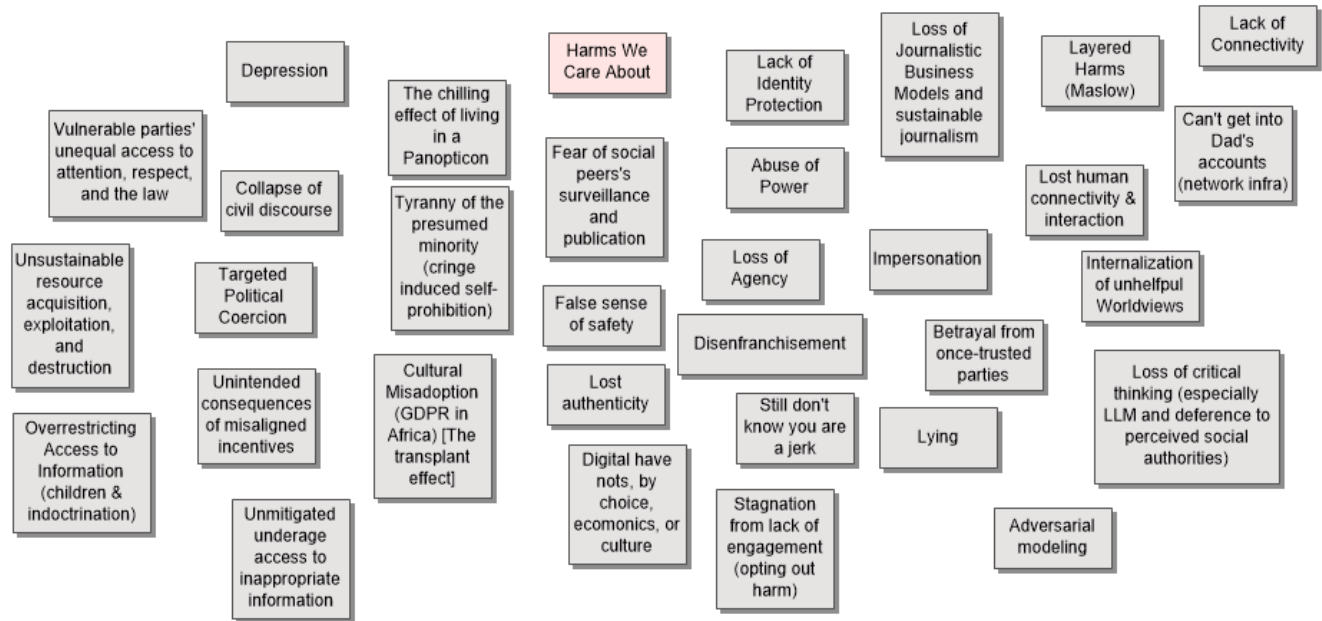 Depression
Vulnerable parties'
unequal access to
attention, respect,
and the law
Collapse of
civil discourse
Unsustainable
resource
acquisition,
exploitation,
and
destruction
Targeted
Political
Coercion
Overrestricting
Access to
Information
(children &
indoctrination)
Unintended
consequences
of misaligned
incentives
Unmitigated
underage
access to
inappropriate
information
The chilling
effect of living
in a
Panopticon
Tyranny of the
presumed
minority
(cringe
induced self-
prohibition)
Cultural
Misadoption
(GDPR in
Africa) [The
transplant
effect]
Harms We
Care About
Fear of social
peers's
surveillance
and
publication
False sense
of safety
Lost
authenticity
Digital have
nots, by
choice,
ecomonics, or
culture
Lack of
Identity
Protection
Abuse of
Power
Loss of
Agency
Disenfranchisement
Still don't
know you are
a jerk
Stagnation
from lack of
engagement
(opting out
harm)
Loss of
Journalistic
Business
Models and
sustainable
journalism
Impersonation
Betrayal from
once-trusted
parties
Lying
Adversarial
modeling
Layered
Harms
(Maslow)
Lack of
Connectivity
Can't get into
Dad's
accounts
(network infra)
Lost human
connectivity &
interaction
Internalization
of unhelfpul
Worldviews
Loss of critical
thinking (especially
LLM and deference to
perceived social
authorities)